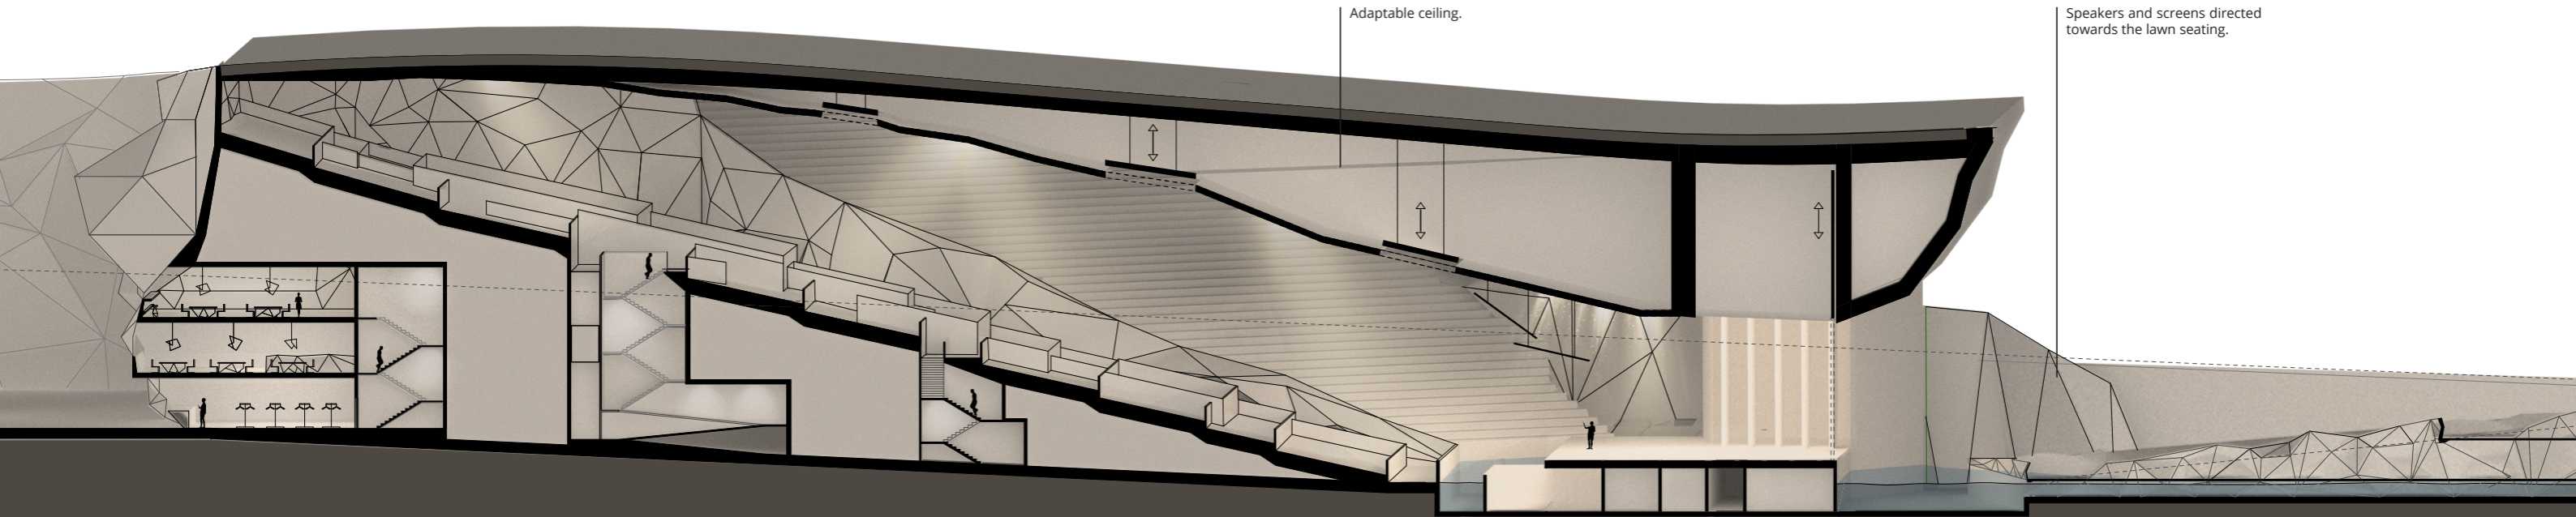 Adaptable ceiling.
Speakers and screens directed
towards the lawn seating.